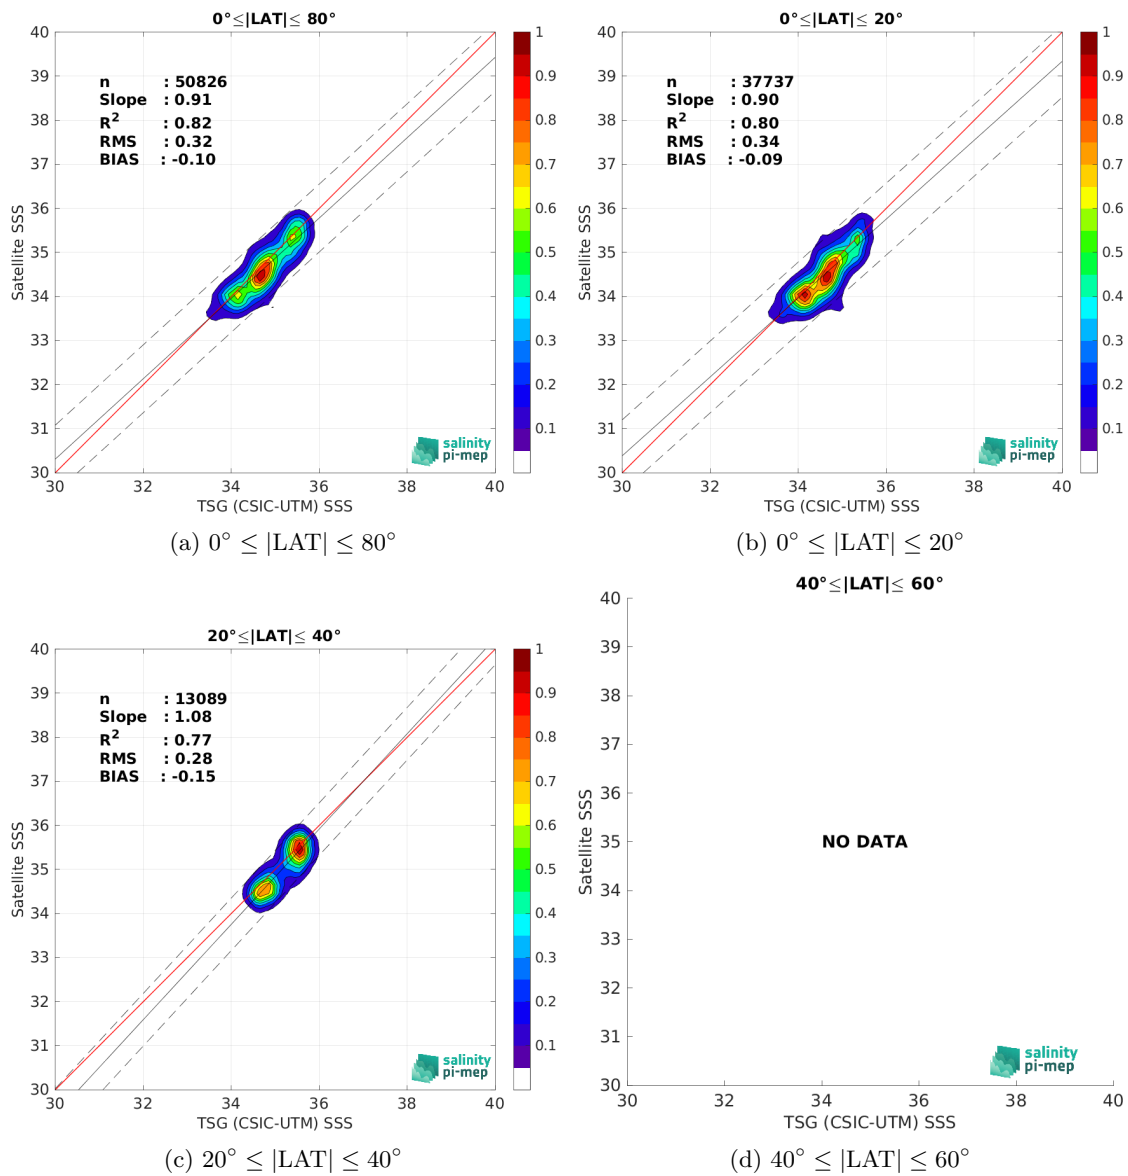 0°≤|LAT|≤ 80°
40
39
38
37
36
35
34
33
32
31
30
Satellite SSS
n : 50826
Slope : 0.91
R2 : 0.82
RMS : 0.32
BIAS : -0.10
1
0.9
0.8
0.7
0.6
0.5
0.4
0.3
0.2
0.1
salinity
pi-mep
30 32 34 36 38 40
TSG (CSIC-UTM) SSS
(a) 0° ≤ |LAT| ≤ 80°
0°≤|LAT|≤ 20°
40
39
38
37
36
35
34
33
32
31
30
Satellite SSS
n : 37737
Slope : 0.90
R2 : 0.80
RMS : 0.34
BIAS : -0.09
1
0.9
0.8
0.7
0.6
0.5
0.4
0.3
0.2
0.1
salinity
pi-mep
30 32 34 36 38 40
TSG (CSIC-UTM) SSS
(b) 0° ≤ |LAT| ≤ 20°
20°≤|LAT|≤ 40°
40
39
38
37
36
35
34
33
32
31
30
Satellite SSS
n : 13089
Slope : 1.08
R2 : 0.77
RMS : 0.28
BIAS : -0.15
1
0.9
0.8
0.7
0.6
0.5
0.4
0.3
0.2
0.1
salinity
pi-mep
30 32 34 36 38 40
TSG (CSIC-UTM) SSS
(c) 20° ≤ |LAT| ≤ 40°
40°≤|LAT|≤ 60°
40
39
38
37
36
35
34
33
32
31
30
Satellite SSS
NO DATA
salinity
pi-mep
30 32 34 36 38 40
TSG (CSIC-UTM) SSS
(d) 40° ≤ |LAT| ≤ 60°